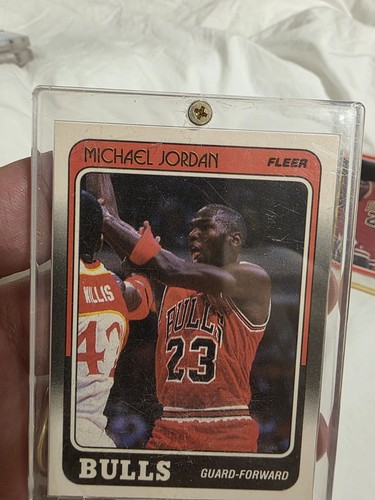 MICHAEL JORDAN FLEER
WILLIS
42
BULLS
23
BULLS GUARD-FORWARD